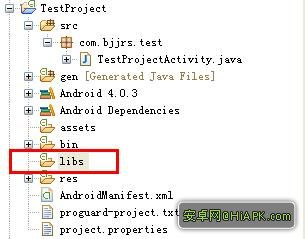 TestProject
src
com.bjjrs.test
TestProjectActivity.java
gen [Generated Java Files]
Android 4.0.3
Android Dependencies
assets
bin
libs
res
AndroidManifest.xml
proguard-project.txt
project.properties
安卓网@HiAPK.com